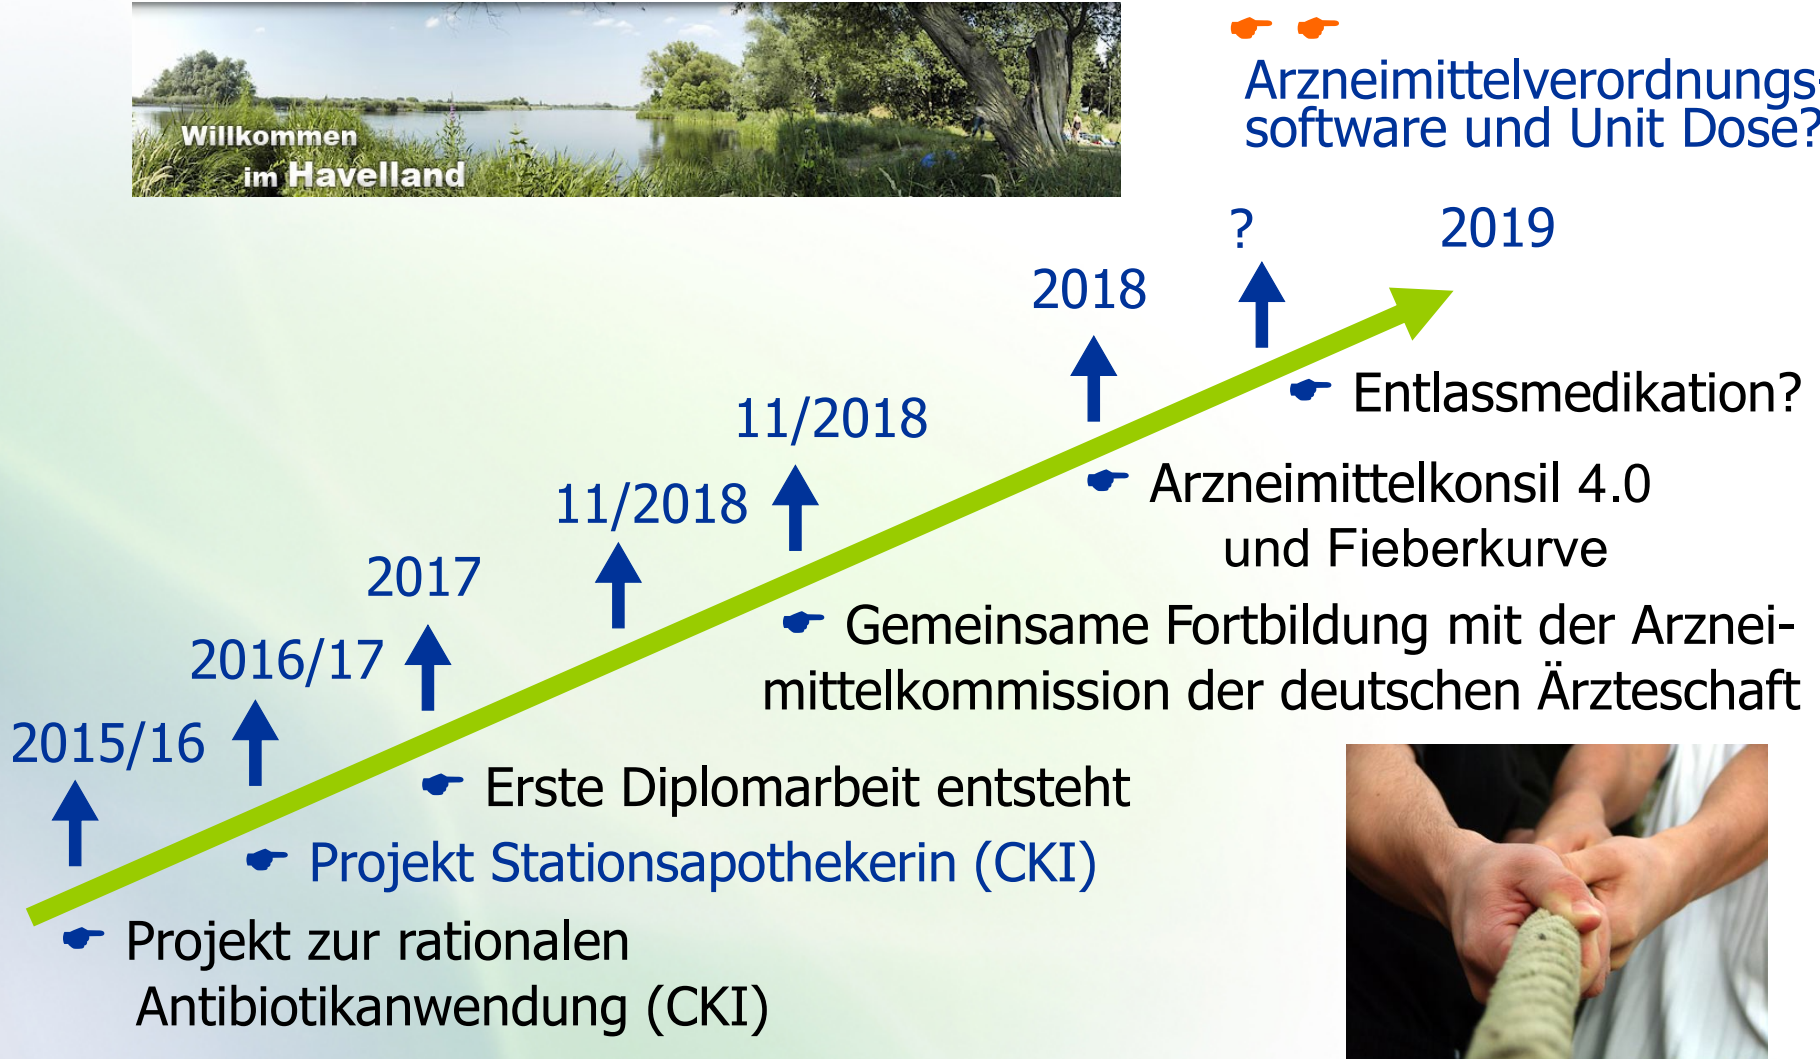 Willkommen
im Havelland
Arzneimittelverordnungs-
software und Unit Dose?
?
2019
2018
Entlassmedikation?
11/2018
Arzneimittelkonsil 4.0
und Fieberkurve
11/2018
2017
Gemeinsame Fortbildung mit der Arznei-
mittelkommission der deutschen Ärzteschaft
2016/17
2015/16
Erste Diplomarbeit entsteht
Projekt Stationsapothekerin (CKI)
Projekt zur rationalen
Antibiotikanwendung (CKI)